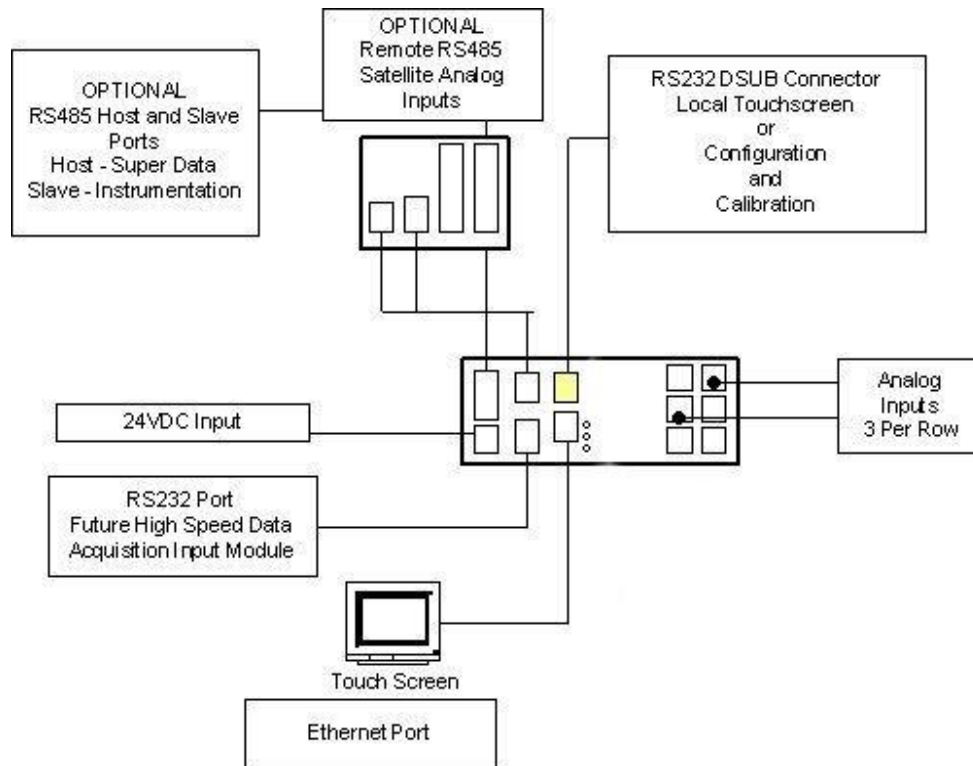 OPTIONAL
Remote RS485
Satellite Analog
Inputs
OPTIONAL
RS485 Host and Slave
Ports
Host - Super Data
Slave - Instrumentation
RS232 DSUB Connector
Local Touchscreen
or
Configuration
and
Calibration
24VDC Input
Analog
Inputs
3 Per Row
RS232 Port
Future High Speed Data
Acquisition Input Module
Touch Screen
Ethernet Port